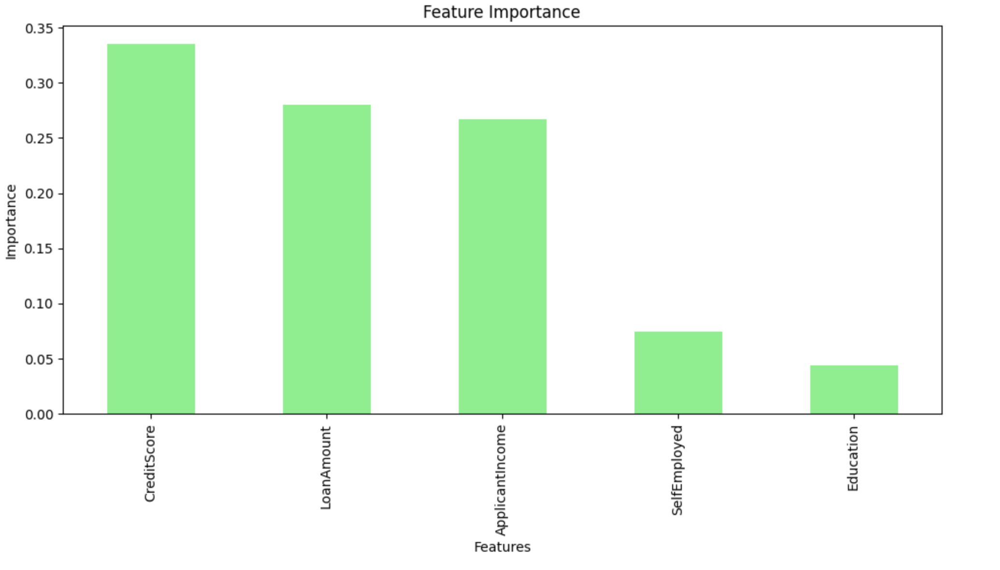 Feature Importance
0.35
0.30
0.25
0.20
0.15
0.10
0.05
0.00
Importance
CreditScore
LoanAmount
ApplicantIncome
SelfEmployed
Education
Features